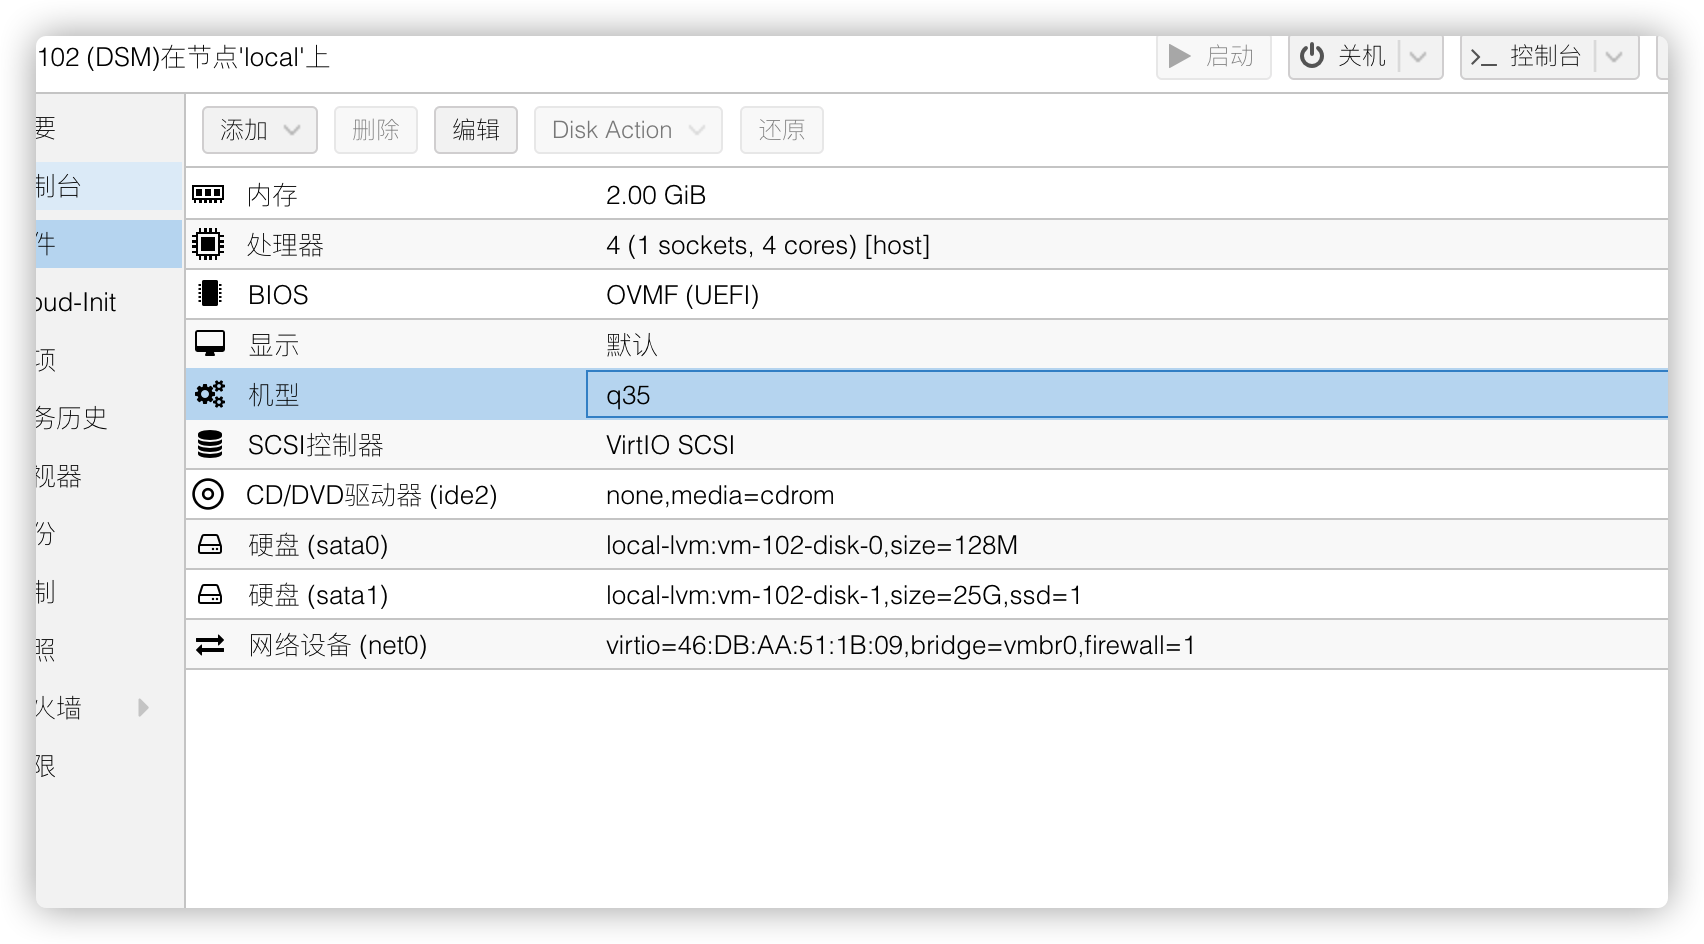 102 (DSM)在节点'local'上
启动 关机 控制台
添加 删除 编辑 Disk Action 还原
要
制台
件
oud-Init
项
务历史
视器
份
制
照
火墙
限
内存 2.00 GiB
处理器 4 (1 sockets, 4 cores) [host]
BIOS OVMF (UEFI)
显示 默认
机型 q35
SCSI控制器 VirtIO SCSI
CD/DVD驱动器 (ide2) none,media=cdrom
硬盘 (sata0) local-lvm:vm-102-disk-0,size=128M
硬盘 (sata1) local-lvm:vm-102-disk-1,size=25G,ssd=1
网络设备 (net0) virtio=46:DB:AA:51:1B:09,bridge=vmbr0,firewall=1